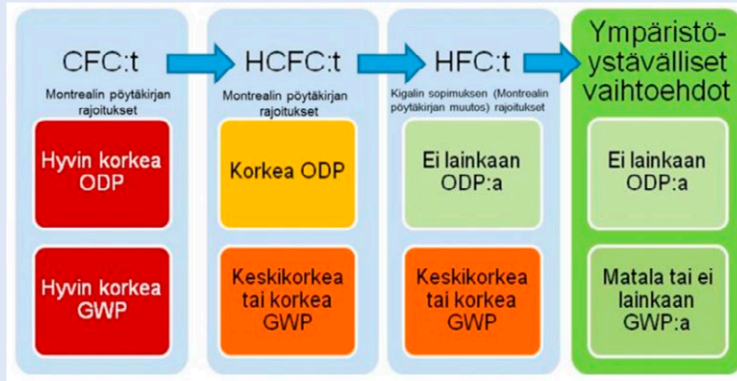 CFC:t
Montrealin pöytäkirjan
rajoitukset
Hyvin korkea
ODP
Hyvin korkea
GWP
HCFC:t
Montrealin pöytäkirjan
rajoitukset
Korkea ODP
Keskikorkea
tai korkea
GWP
HFC:t
Kigalin sopimuksen (Montrealin
pöytäkirjan muutos) rajoitukset
Ei lainkaan
ODP:a
Keskikorkea
tai korkea
GWP
Ympäristö-
ystävälliset
vaihtoehdot
Ei lainkaan
ODP:a
Matala tai ei
lainkaan
GWP:a